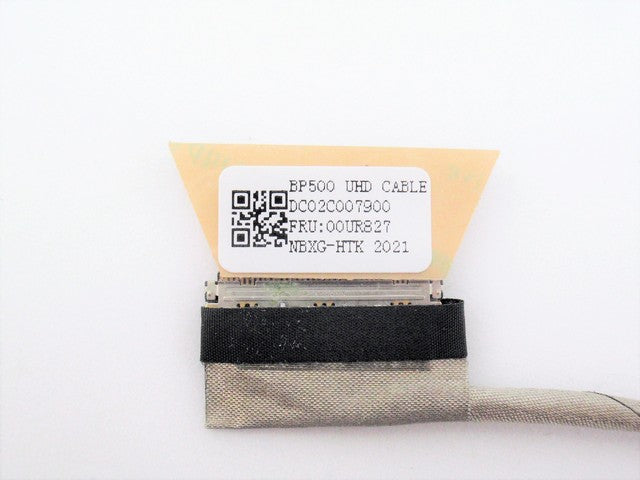 BP500 UHD CABLE
DC02C007900
FRU:00UR827
NBXG-HTK 2021